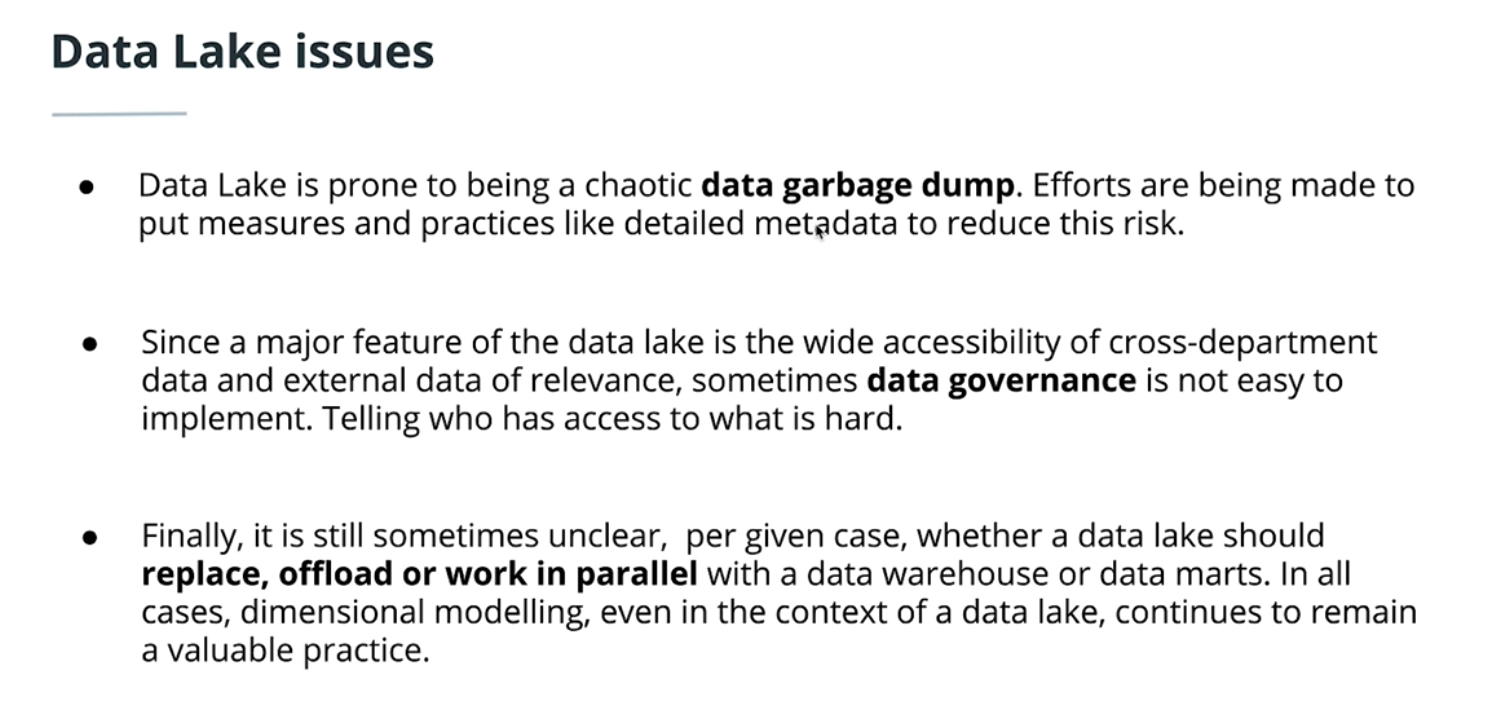 Data Lake issues
● Data Lake is prone to being a chaotic data garbage dump. Efforts are being made to
put measures and practices like detailed metadata to reduce this risk.
● Since a major feature of the data lake is the wide accessibility of cross-department
data and external data of relevance, sometimes data governance is not easy to
implement. Telling who has access to what is hard.
● Finally, it is still sometimes unclear,  per given case, whether a data lake should
replace, offload or work in parallel with a data warehouse or data marts. In all
cases, dimensional modelling, even in the context of a data lake, continues to remain
a valuable practice.